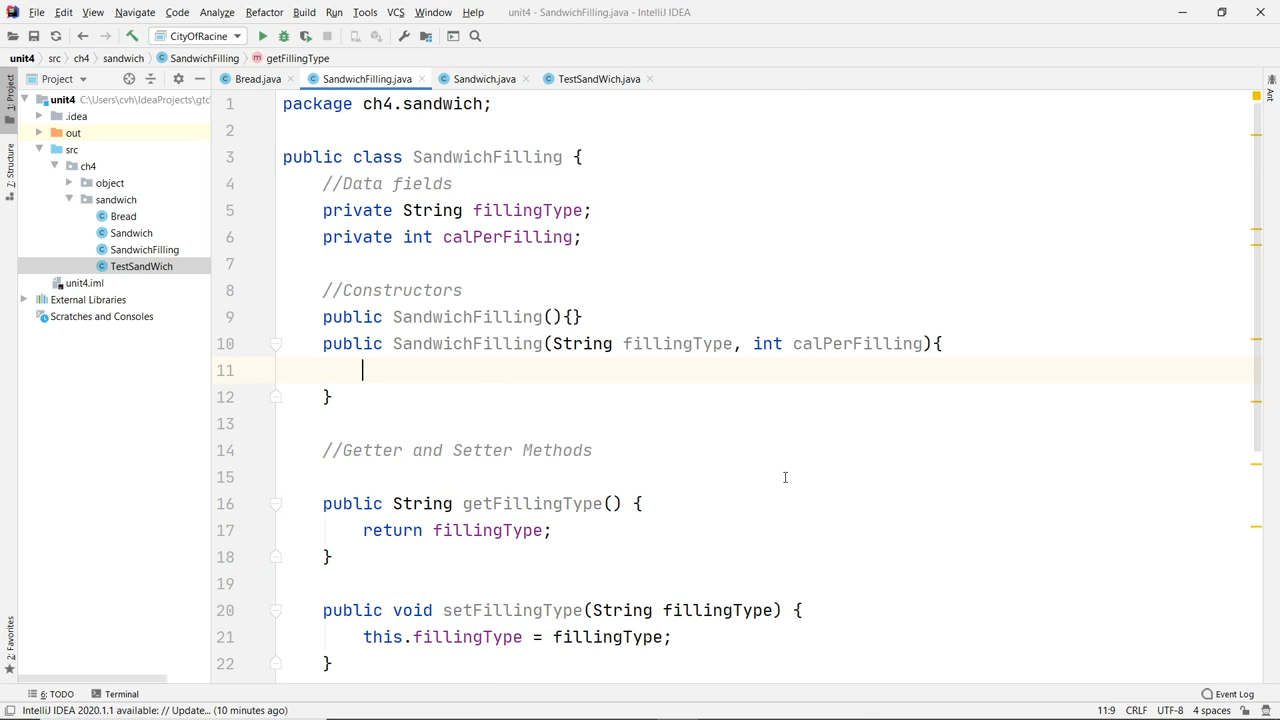 File Edit View Navigate Code Analyze Refactor Build Run Tools VCS Window Help unit4 - SandwichFilling.java - IntelliJ IDEA
CityOfRacine
unit4 src ch4 sandwich SandwichFilling getFillingType
Project
Bread.java SandwichFilling.java Sandwich.java TestSandWich.java
1: Project
Z: Structure
2: Favorites
Ant
unit4 C:\Users\cvh\IdeaProjects\gtc
.idea
out
src
ch4
object
sandwich
Bread
Sandwich
SandwichFilling
TestSandWich
unit4.iml
External Libraries
Scratches and Consoles
1 package ch4.sandwich;
2
3 public class SandwichFilling {
4 //Data fields
5 private String fillingType;
6 private int calPerFilling;
7
8 //Constructors
9 public SandwichFilling(){}
10 public SandwichFilling(String fillingType, int calPerFilling){
11
12 }
13
14 //Getter and Setter Methods
15
16 public String getFillingType() {
17 return fillingType;
18 }
19
20 public void setFillingType(String fillingType) {
21 this.fillingType = fillingType;
22 }
6: TODO Terminal Event Log
IntelliJ IDEA 2020.1.1 available: // Update... (10 minutes ago) 11:9 CRLF UTF-8 4 spaces